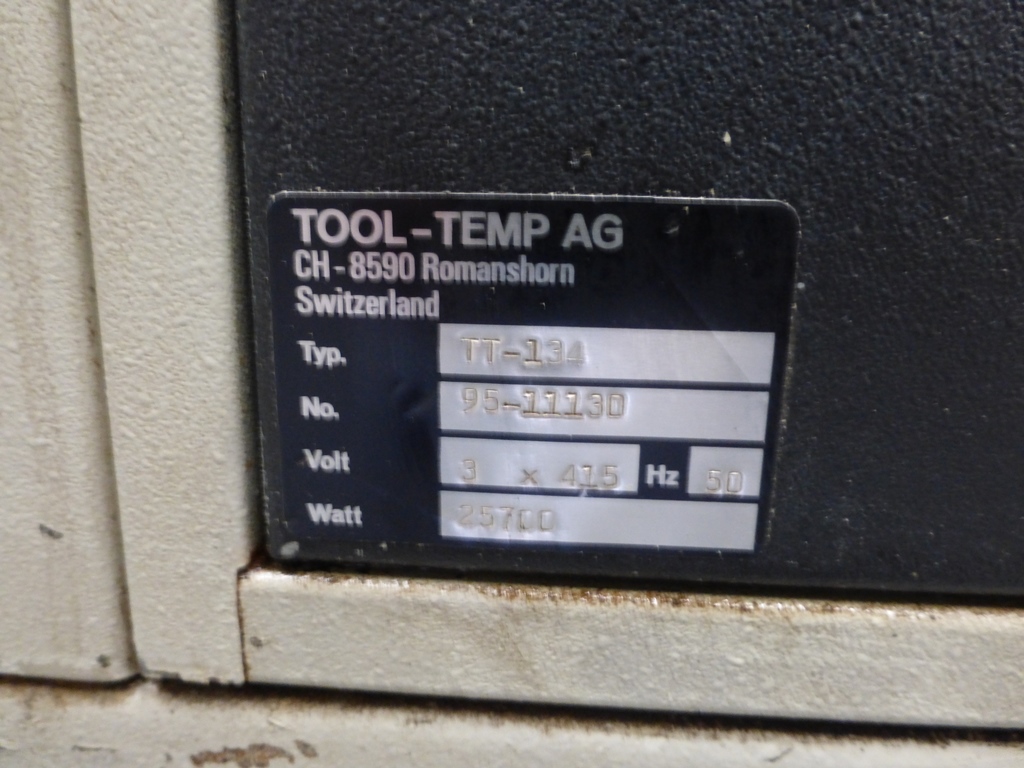 TOOL-TEMP AG
CH-8590 Romanshorn
Switzerland
Typ. TT-134
No. 95-11130
Volt 3 x 415 Hz 50
Watt 25700